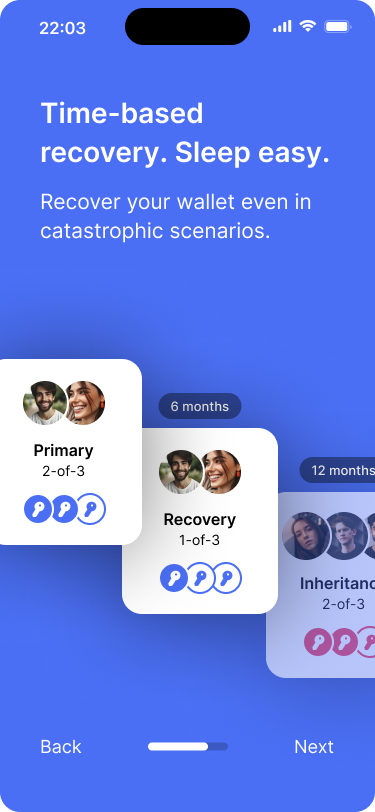 22:03
Time-based
recovery. Sleep easy.
Recover your wallet even in
catastrophic scenarios.
Primary
2-of-3
6 months
Recovery
1-of-3
12 months
Inheritanc
2-of-3
Back
Next